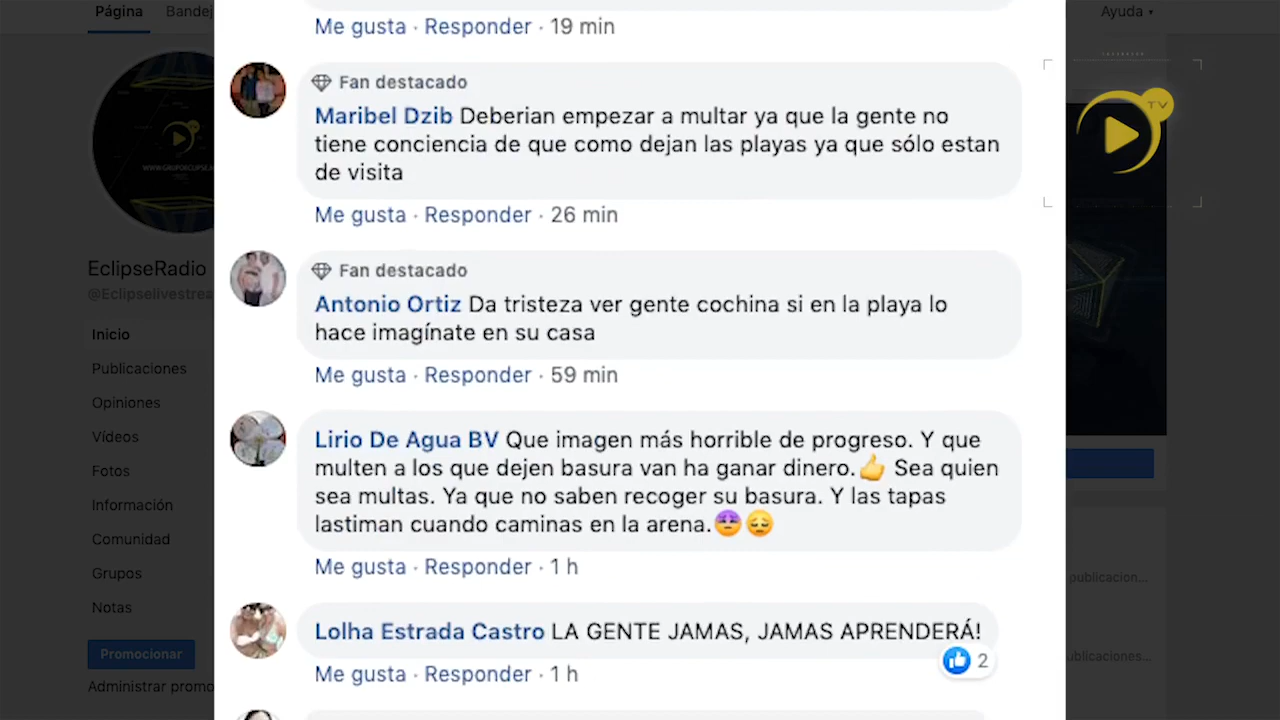 Página
Bandej
Ayuda
Me gusta · Responder · 19 min
Fan destacado
Maribel Dzib Deberian empezar a multar ya que la gente no
tiene conciencia de que como dejan las playas ya que sólo estan
de visita
Me gusta · Responder · 26 min
TV
Fan destacado
Antonio Ortiz Da tristeza ver gente cochina si en la playa lo
hace imagínate en su casa
Me gusta · Responder · 59 min
Lirio De Agua BV Que imagen más horrible de progreso. Y que
multen a los que dejen basura van ha ganar dinero.👍 Sea quien
sea multas. Ya que no saben recoger su basura. Y las tapas
lastiman cuando caminas en la arena.
Me gusta · Responder · 1 h
Lolha Estrada Castro LA GENTE JAMAS, JAMAS APRENDERÁ!
2
Me gusta · Responder · 1 h
EclipseRadio
@Eclipselivestrea
Inicio
Publicaciones
Opiniones
Vídeos
Fotos
Información
Comunidad
Grupos
Notas
Promocionar
Administrar promo
publicacion...
ublicaciones...